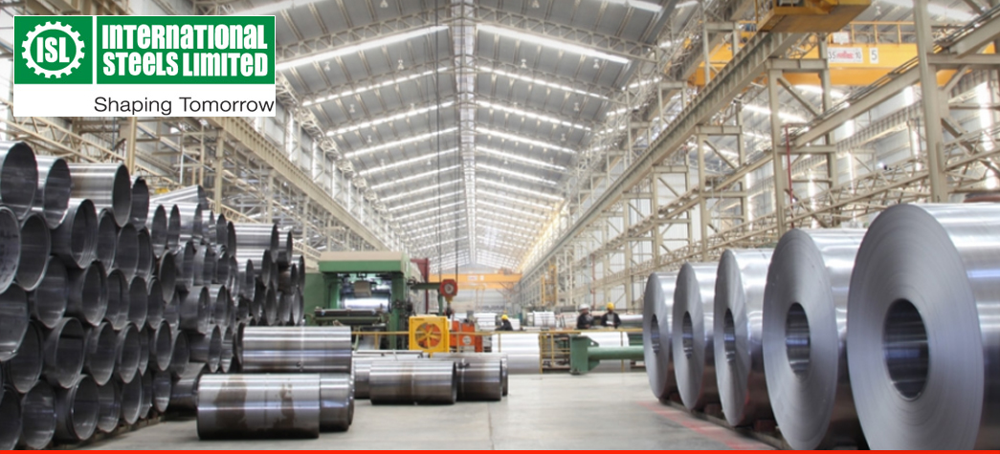 ISL
INTERNATIONAL
STEELS LIMITED
Shaping Tomorrow
5